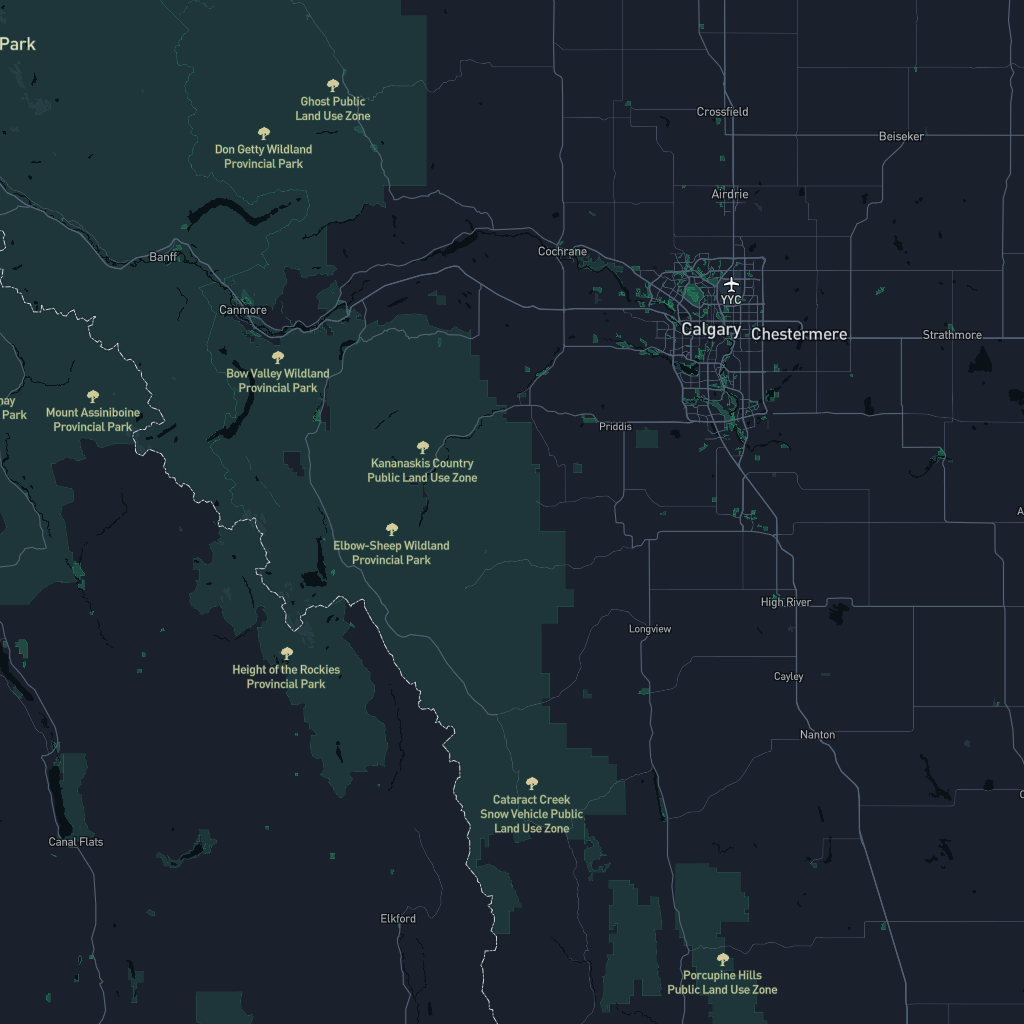 Park
Ghost Public
Land Use Zone
Crossfield
Beiseker
Don Getty Wildland
Provincial Park
Airdrie
Cochrane
Banff
YYC
Canmore
Calgary
Chestermere
Strathmore
Bow Valley Wildland
Provincial Park
nay
Park
Mount Assiniboine
Provincial Park
Priddis
Kananaskis Country
Public Land Use Zone
A
Elbow-Sheep Wildland
Provincial Park
High River
Longview
Height of the Rockies
Provincial Park
Cayley
Nanton
Cataract Creek
Snow Vehicle Public
Land Use Zone
Canal Flats
Elkford
Porcupine Hills
Public Land Use Zone